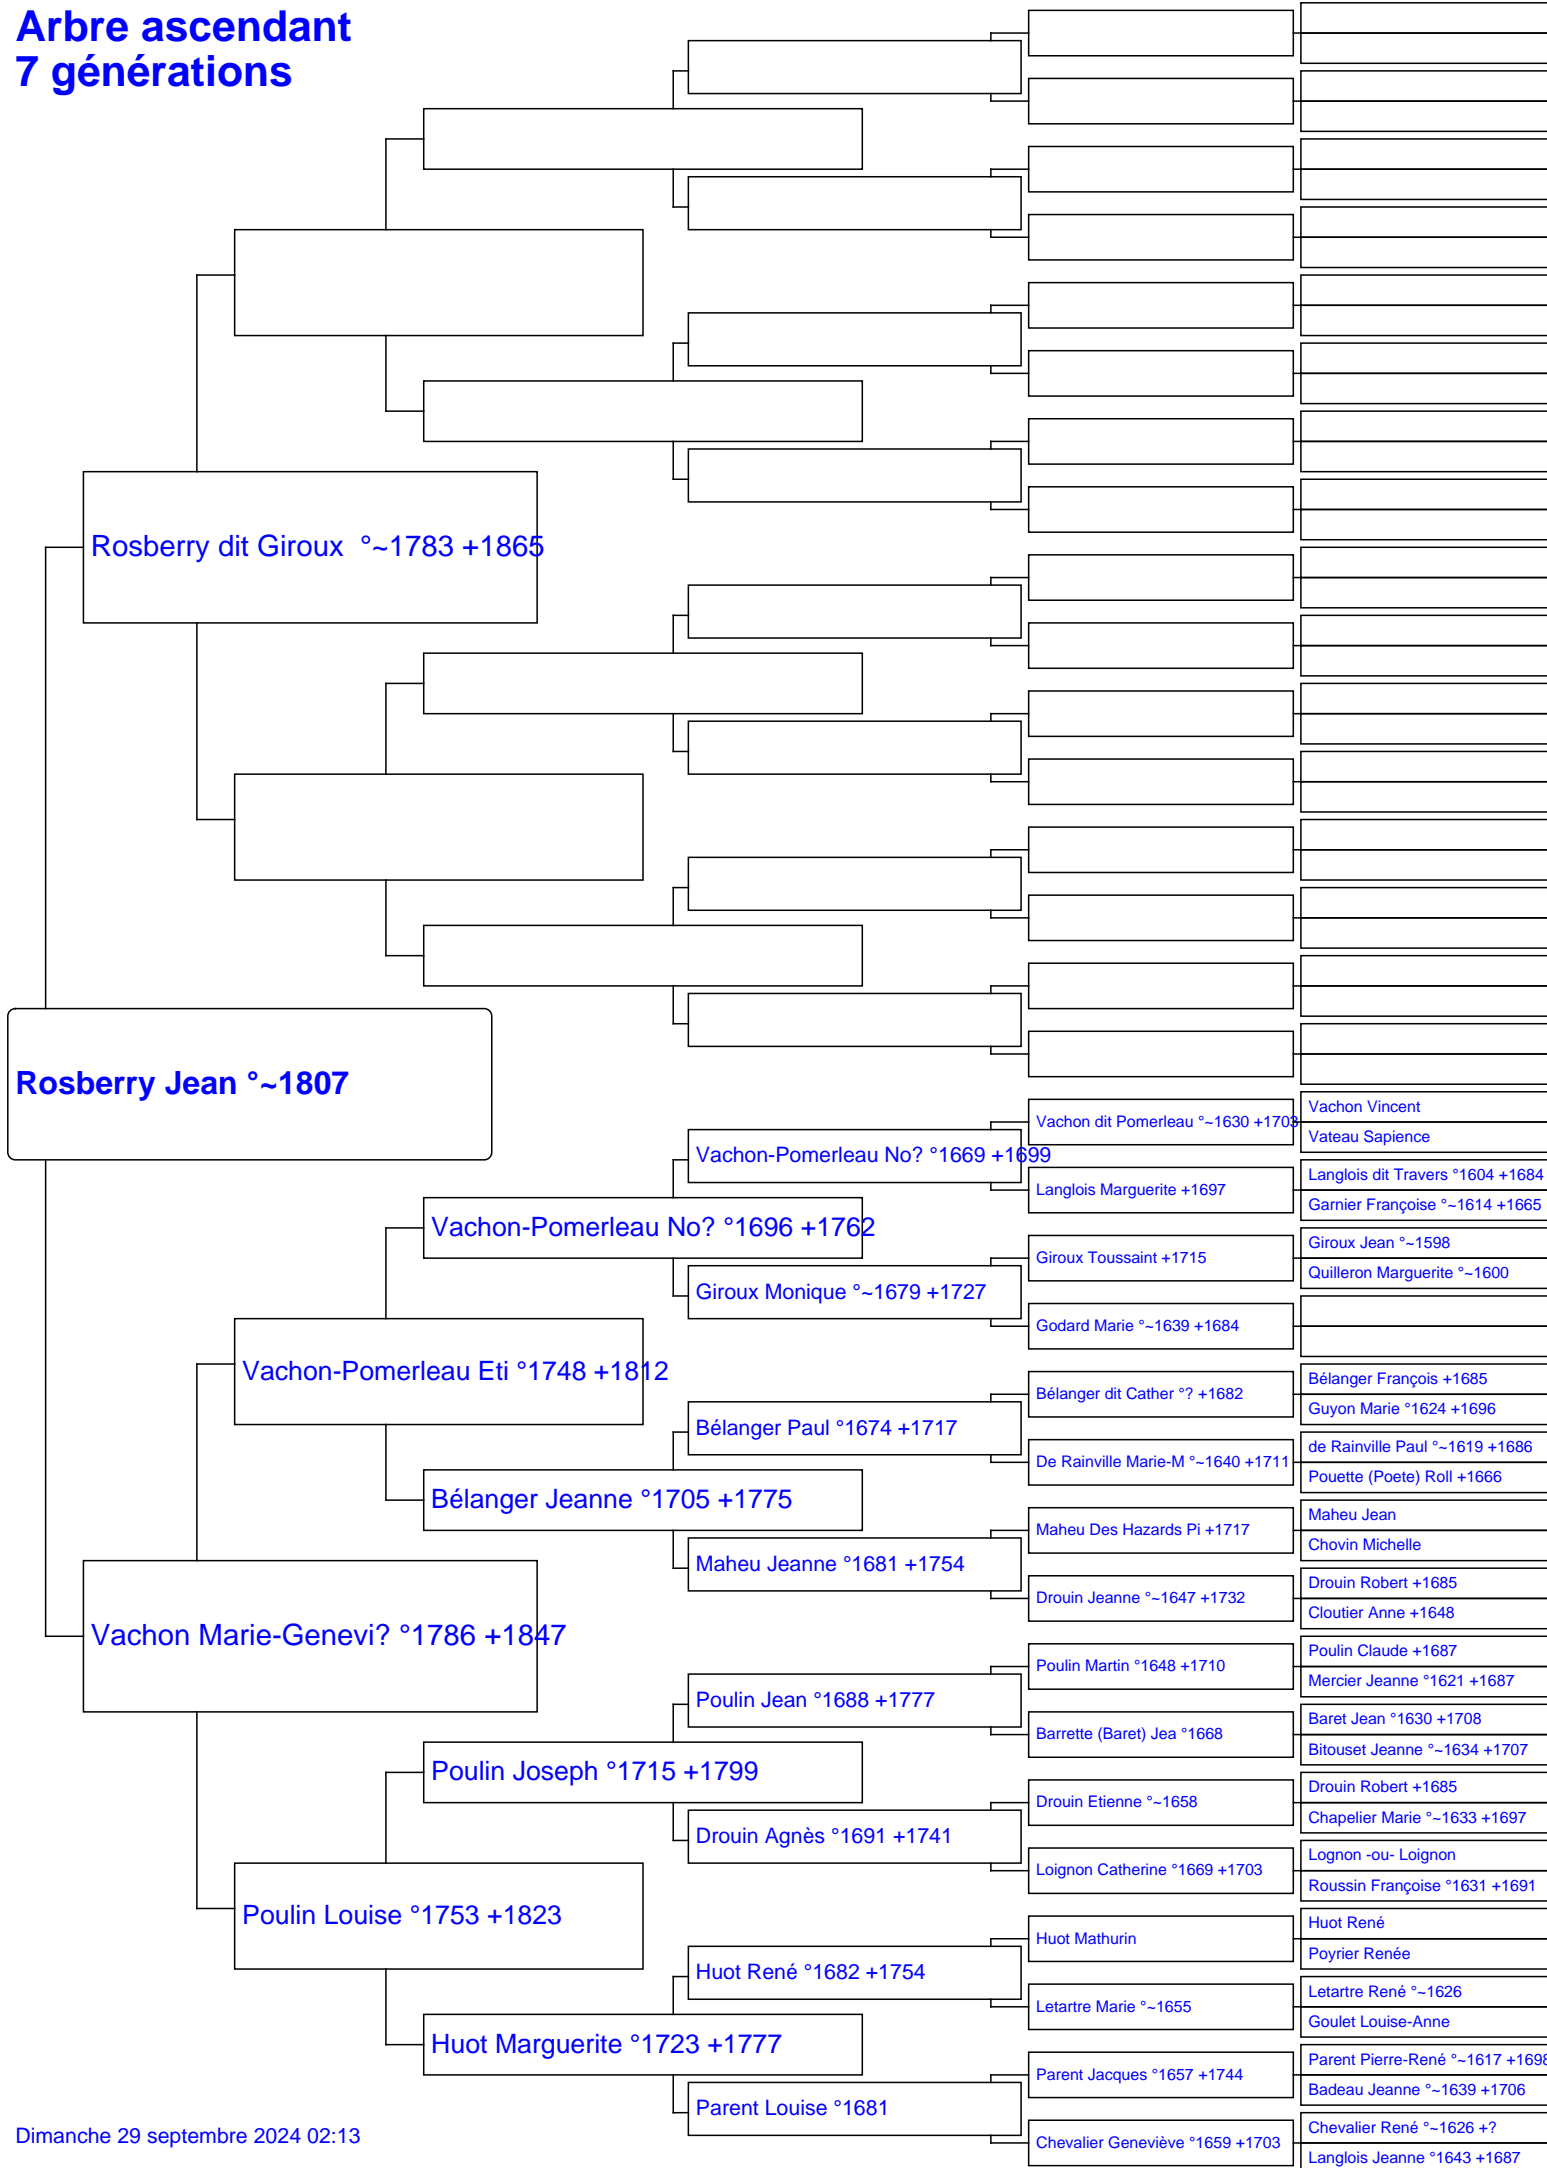 Arbre ascendant
7 générations
Rosberry dit Giroux °~1783 +1865
Rosberry Jean °~1807
Vachon Vincent
Vachon dit Pomerleau °~1630 +1703
Vateau Sapience
Vachon-Pomerleau No? °1669 +1699
Langlois dit Travers °1604 +1684
Langlois Marguerite +1697
Garnier Françoise °~1614 +1665
Vachon-Pomerleau No? °1696 +1762
Giroux Jean °~1598
Giroux Toussaint +1715
Quilleron Marguerite °~1600
Giroux Monique °~1679 +1727
Godard Marie °~1639 +1684
Vachon-Pomerleau Eti °1748 +1812
Bélanger François +1685
Bélanger dit Cather °? +1682
Guyon Marie °1624 +1696
Bélanger Paul °1674 +1717
de Rainville Paul °~1619 +1686
De Rainville Marie-M °~1640 +1711
Pouette (Poete) Roll +1666
Bélanger Jeanne °1705 +1775
Maheu Jean
Maheu Des Hazards Pi +1717
Chovin Michelle
Maheu Jeanne °1681 +1754
Drouin Robert +1685
Drouin Jeanne °~1647 +1732
Cloutier Anne +1648
Vachon Marie-Genevi? °1786 +1847
Poulin Claude +1687
Poulin Martin °1648 +1710
Mercier Jeanne °1621 +1687
Poulin Jean °1688 +1777
Baret Jean °1630 +1708
Barrette (Baret) Jea °1668
Bitouset Jeanne °~1634 +1707
Poulin Joseph °1715 +1799
Drouin Robert +1685
Drouin Etienne °~1658
Chapelier Marie °~1633 +1697
Drouin Agnès °1691 +1741
Lognon -ou- Loignon
Loignon Catherine °1669 +1703
Roussin Françoise °1631 +1691
Poulin Louise °1753 +1823
Huot René
Huot Mathurin
Poyrier Renée
Huot René °1682 +1754
Letartre René °~1626
Letartre Marie °~1655
Goulet Louise-Anne
Huot Marguerite °1723 +1777
Parent Pierre-René °~1617 +1698
Parent Jacques °1657 +1744
Badeau Jeanne °~1639 +1706
Parent Louise °1681
Chevalier René °~1626 +?
Chevalier Geneviève °1659 +1703
Langlois Jeanne °1643 +1687
Dimanche 29 septembre 2024 02:13